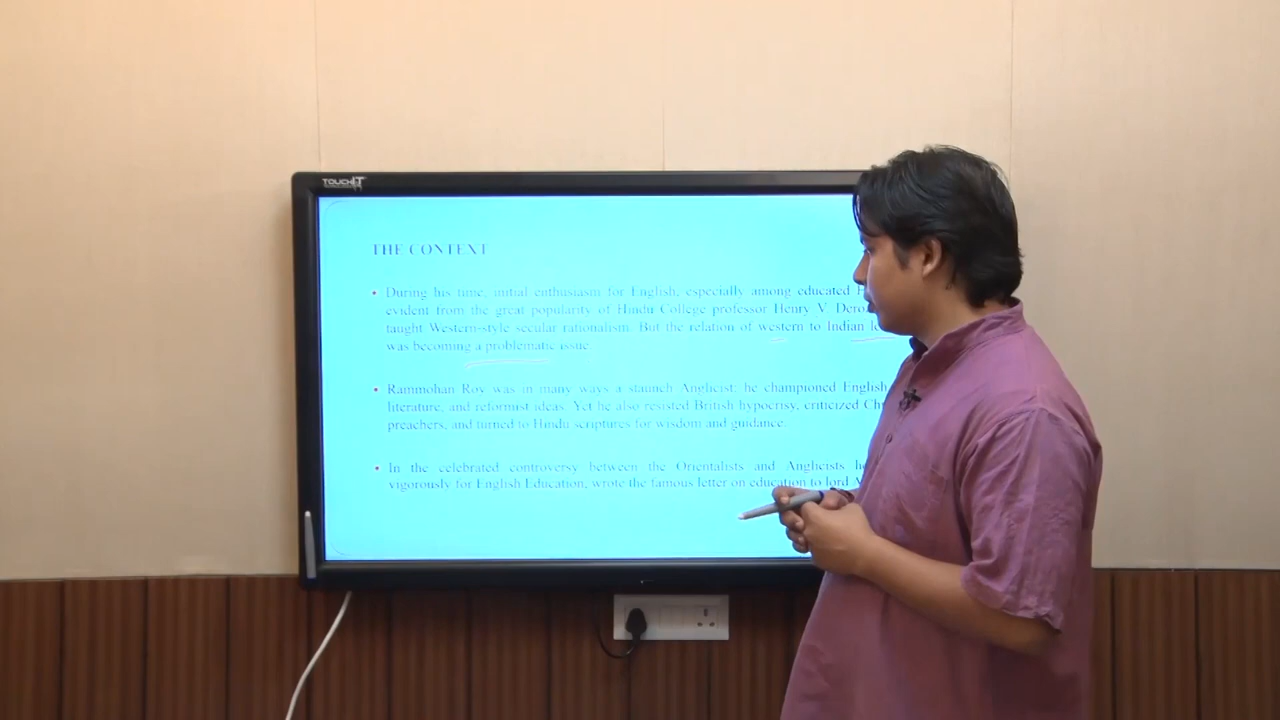 TOUCHIT
THE CONTEXT
During his time, initial enthusiasm for English, especially among educated
evident from the great popularity of Hindu College professor Henry V.
taught Western-style secular rationalism. But the relation of western to Indian
was becoming a problematic issue.
Rammohan Roy was in many ways a staunch Anglicist: he championed English
literature, and reformist ideas. Yet he also resisted British hypocrisy, criticized
preachers, and turned to Hindu scriptures for wisdom and guidance.
In the celebrated controversy between the Orientalists and Anglicists
vigorously for English Education, wrote the famous letter on education to lord